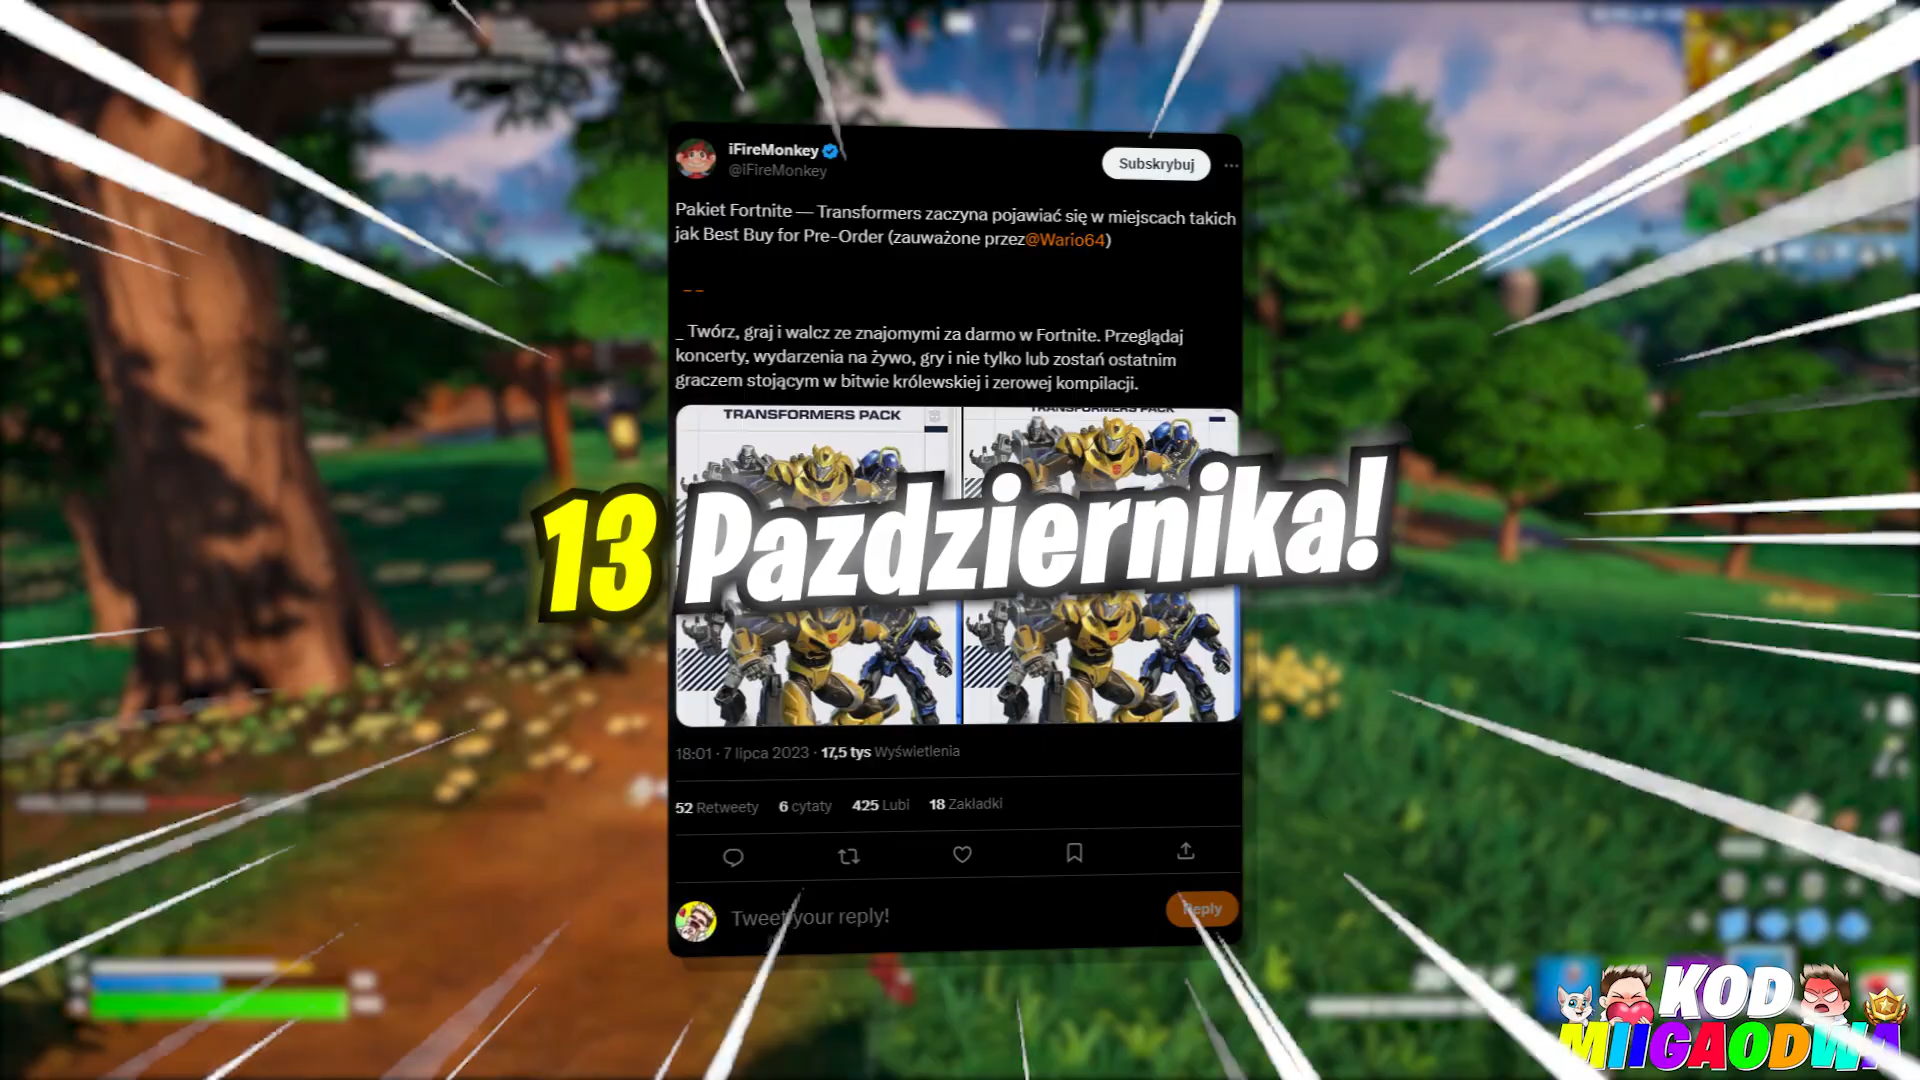 iFireMonkey
@iFireMonkey
Subskrybuj
Pakiet Fortnite — Transformers zaczyna pojawiać się w miejscach takich
jak Best Buy for Pre-Order (zauważone przez@Wario64)
_ Twórz, graj i walcz ze znajomymi za darmo w Fortnite. Przeglądaj
koncerty, wydarzenia na żywo, gry i nie tylko lub zostań ostatnim
graczem stojącym w bitwie królewskiej i zerowej kompilacji.
TRANSFORMERS PACK
TRANSFORMERS PACK
13 Pazdziernika!
18:01 · 7 lipca 2023 · 17,5 tys Wyświetlenia
52 Retweety 6 cytaty 425 Lubi 18 Zakładki
Tweet your reply!
Reply
KOD
MIIGAODWA